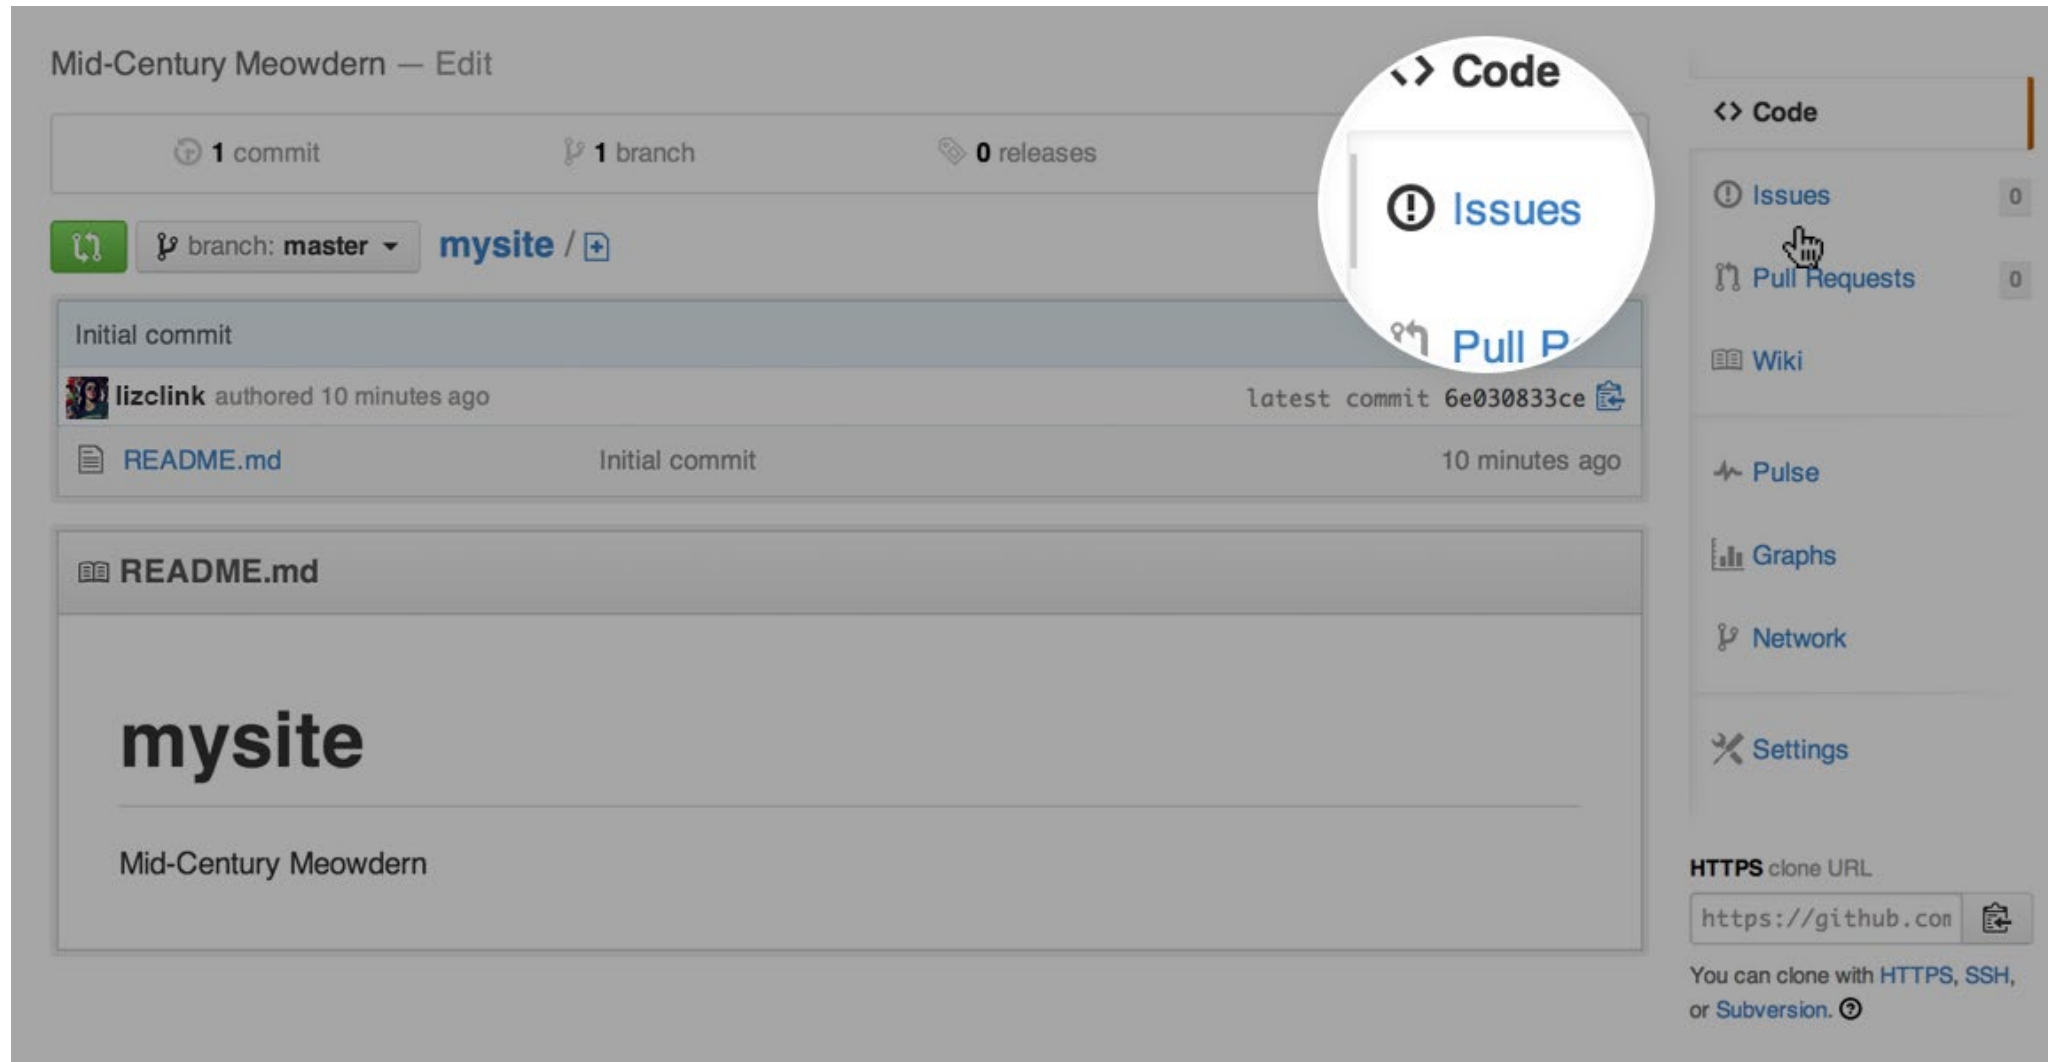 Mid-Century Meowdern — Edit
1 commit
1 branch
0 releases
branch: master
mysite /
Initial commit
lizclink authored 10 minutes ago
latest commit 6e030833ce
README.md
Initial commit
10 minutes ago
README.md
mysite
Mid-Century Meowdern
Code
Issues
Pull
Code
Issues 0
Pull Requests 0
Wiki
Pulse
Graphs
Network
Settings
HTTPS clone URL
https://github.com
You can clone with HTTPS, SSH,
or Subversion.